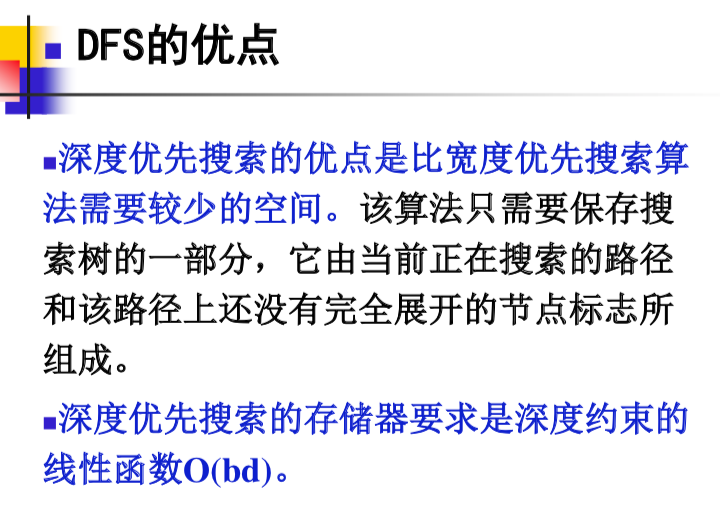 DFS的优点
深度优先搜索的优点是比宽度优先搜索算
法需要较少的空间。该算法只需要保存搜
索树的一部分，它由当前正在搜索的路径
和该路径上还没有完全展开的节点标志所
组成。
深度优先搜索的存储器要求是深度约束的
线性函数O(bd)。